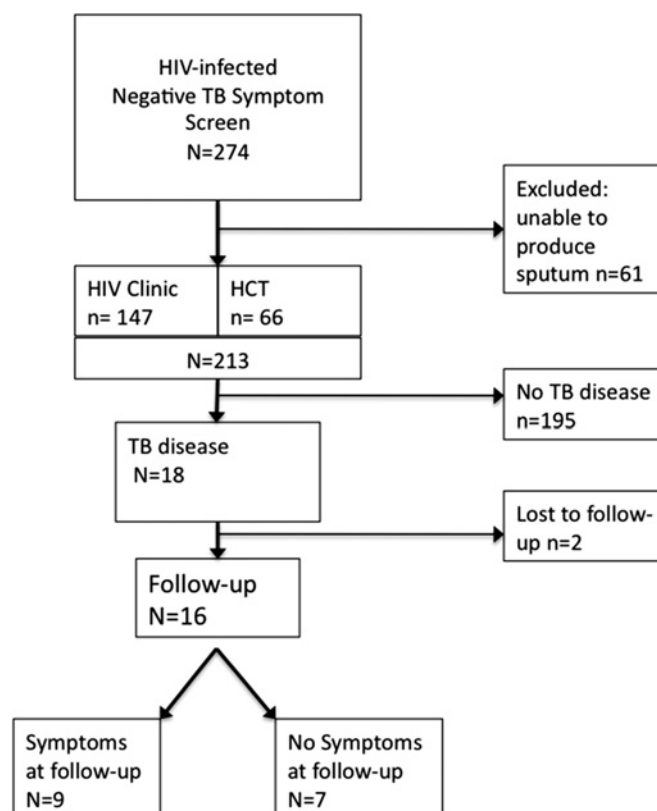 HIV-infected
Negative TB Symptom
Screen
N=274
Excluded:
unable to
produce
sputum n=61
HIV Clinic
n= 147
HCT
n= 66
N=213
No TB disease
n=195
TB disease
N=18
Lost to follow-
up n=2
Follow-up
N=16
Symptoms
at follow-up
N=9
No Symptoms
at follow-up
N=7